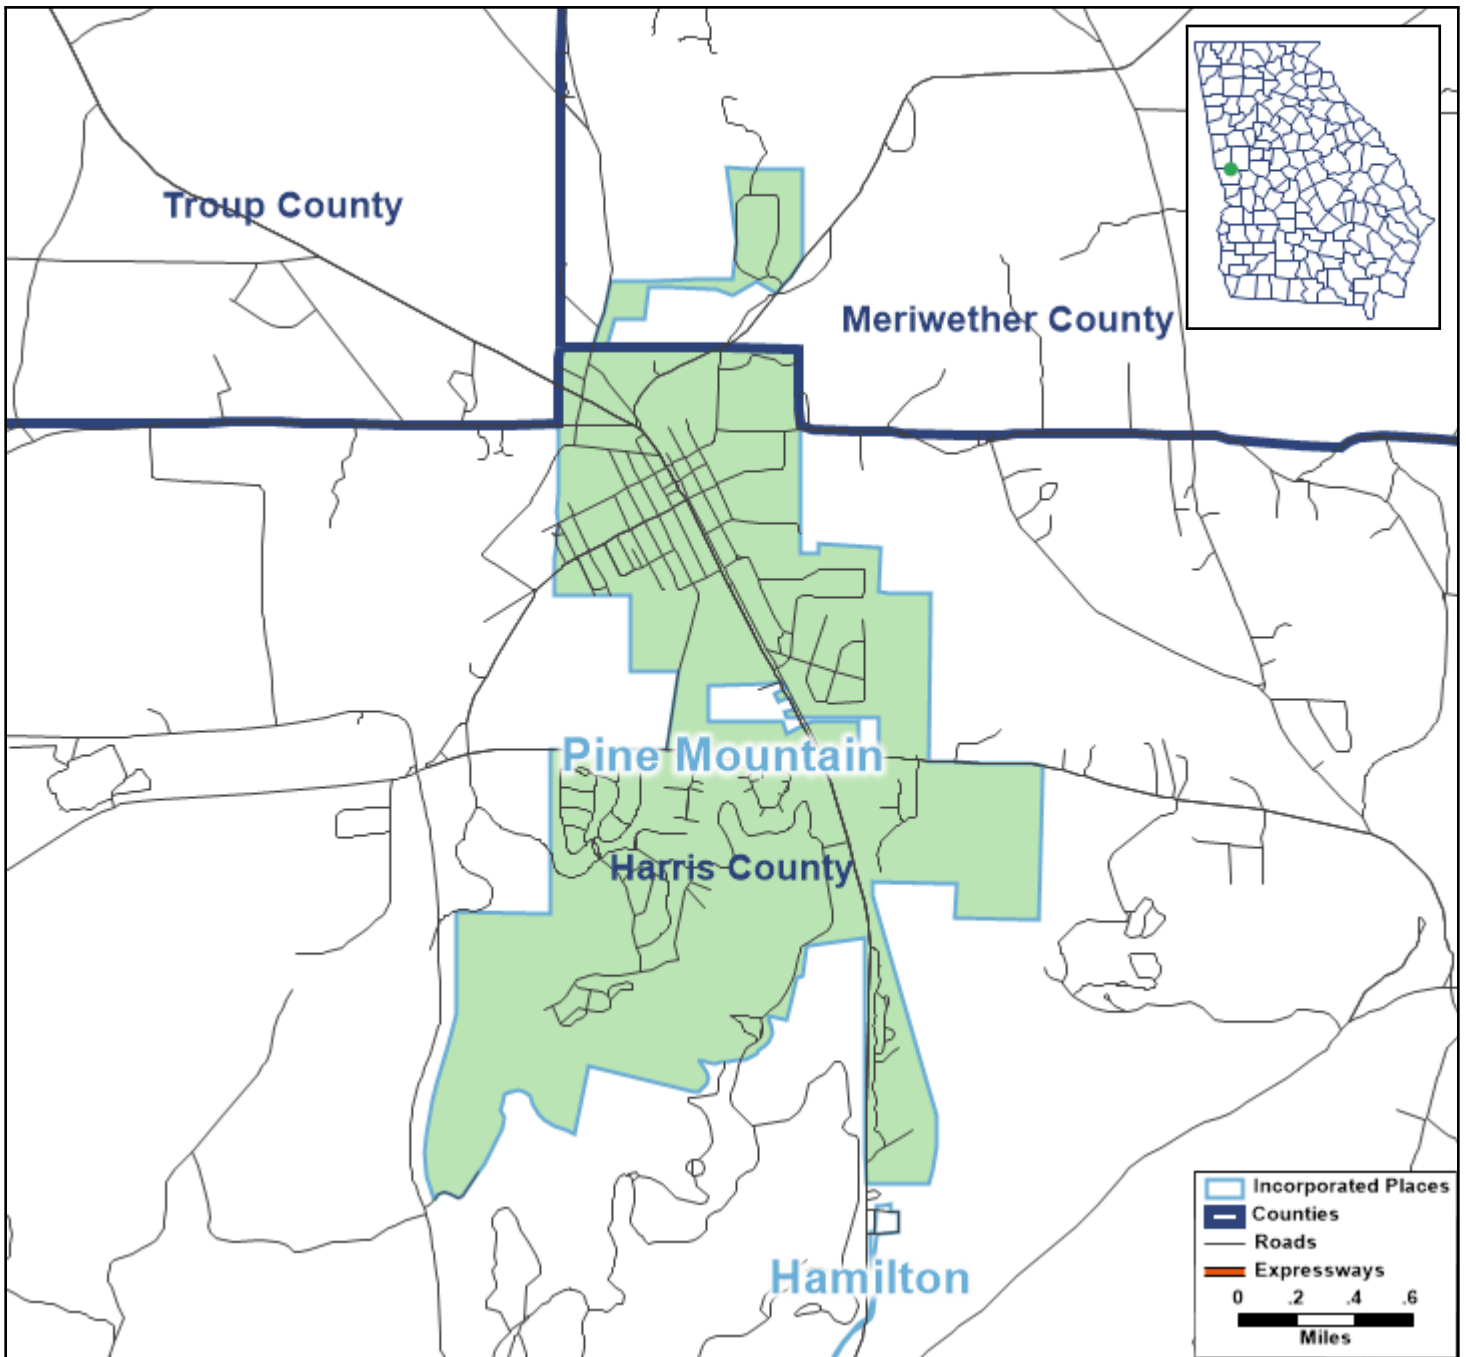 Troup County
Meriwether County
Pine Mountain
Harris County
Hamilton
Incorporated Places
Counties
Roads
Expressways
0 .2 .4 .6
Miles